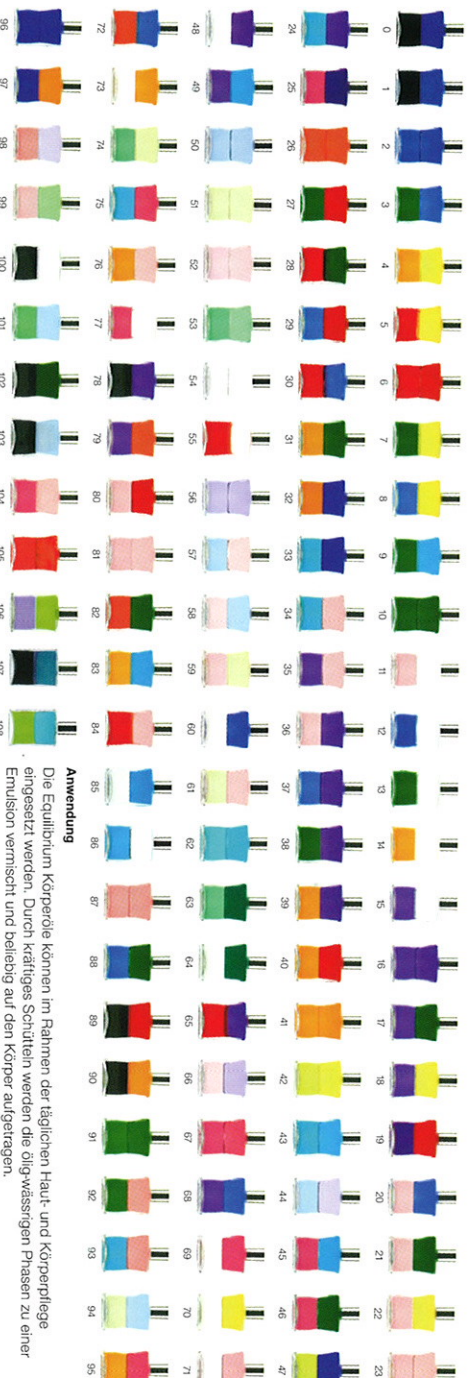 0 1 2 3 4 5 6 7 8 9 10 11 12 13 14 15 16 17 18 19 20 21 22 23
24 25 26 27 28 29 30 31 32 33 34 35 36 37 38 39 40 41 42 43 44 45 46 47
48 49 50 51 52 53 54 55 56 57 58 59 60 61 62 63 64 65 66 67 68 69 70 71
72 73 74 75 76 77 78 79 80 81 82 83 84 85 86 87 88 89 90 91 92 93 94 95
96 97 98 99 100 101 102 103 104 105 106 107 108
Anwendung
Die Equilibrium Körperöle können im Rahmen der täglichen Haut- und Körperpflege
eingesetzt werden. Durch kräftiges Schütteln werden die ölig-wässrigen Phasen zu einer
Emulsion vermischt und beliebig auf den Körper aufgetragen.